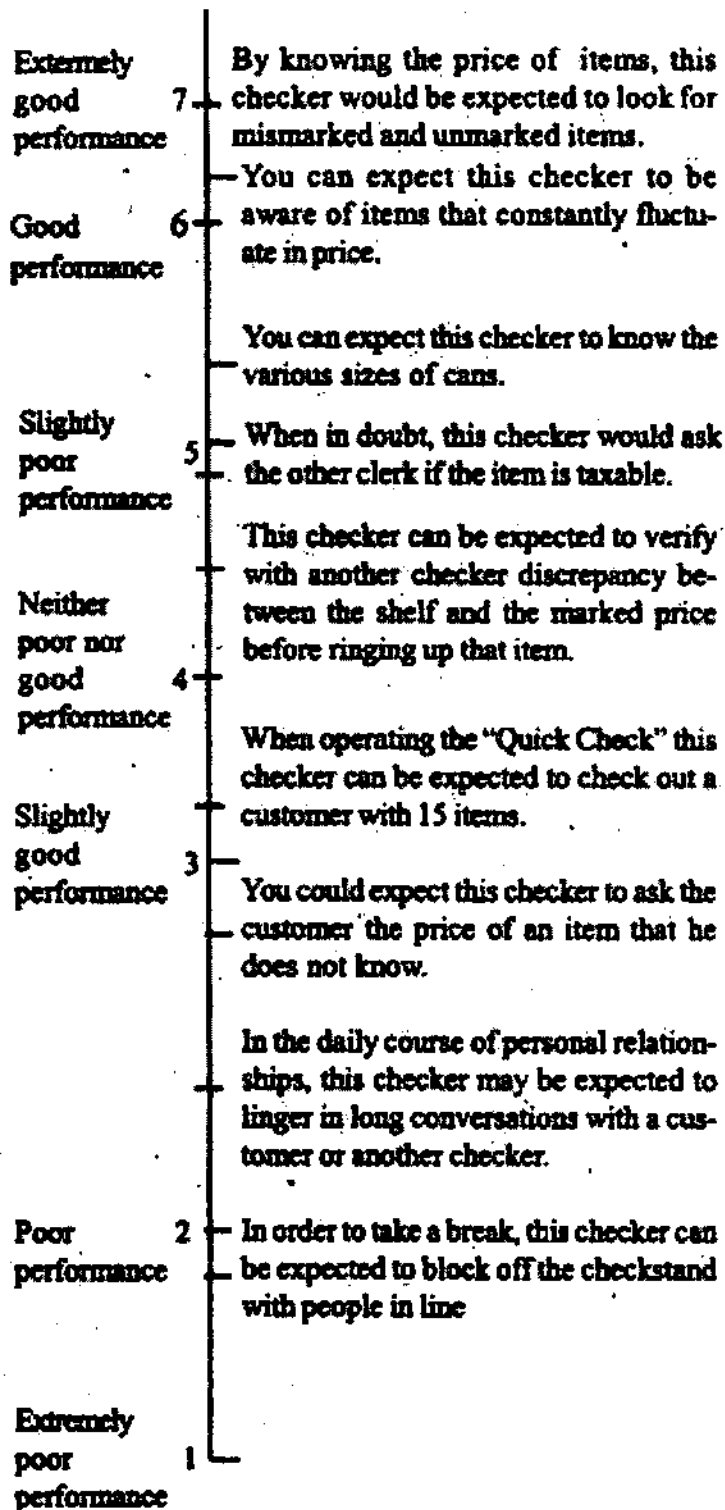 Extermely
good
performance
7
By knowing the price of items, this
checker would be expected to look for
mismarked and unmarked items.
You can expect this checker to be
aware of items that constantly fluctu-
ate in price.
Good
performance
6
You can expect this checker to know the
various sizes of cans.
Slightly
poor
performance
5
When in doubt, this checker would ask
the other clerk if the item is taxable.
This checker can be expected to verify
with another checker discrepancy be-
tween the shelf and the marked price
before ringing up that item.
Neither
poor nor
good
performance
4
When operating the "Quick Check" this
checker can be expected to check out a
customer with 15 items.
Slightly
good
performance
3
You could expect this checker to ask the
customer the price of an item that he
does not know.
In the daily course of personal relation-
ships, this checker may be expected to
linger in long conversations with a cus-
tomer or another checker.
Poor
performance
2
In order to take a break, this checker can
be expected to block off the checkstand
with people in line
Extremely
poor
performance
1